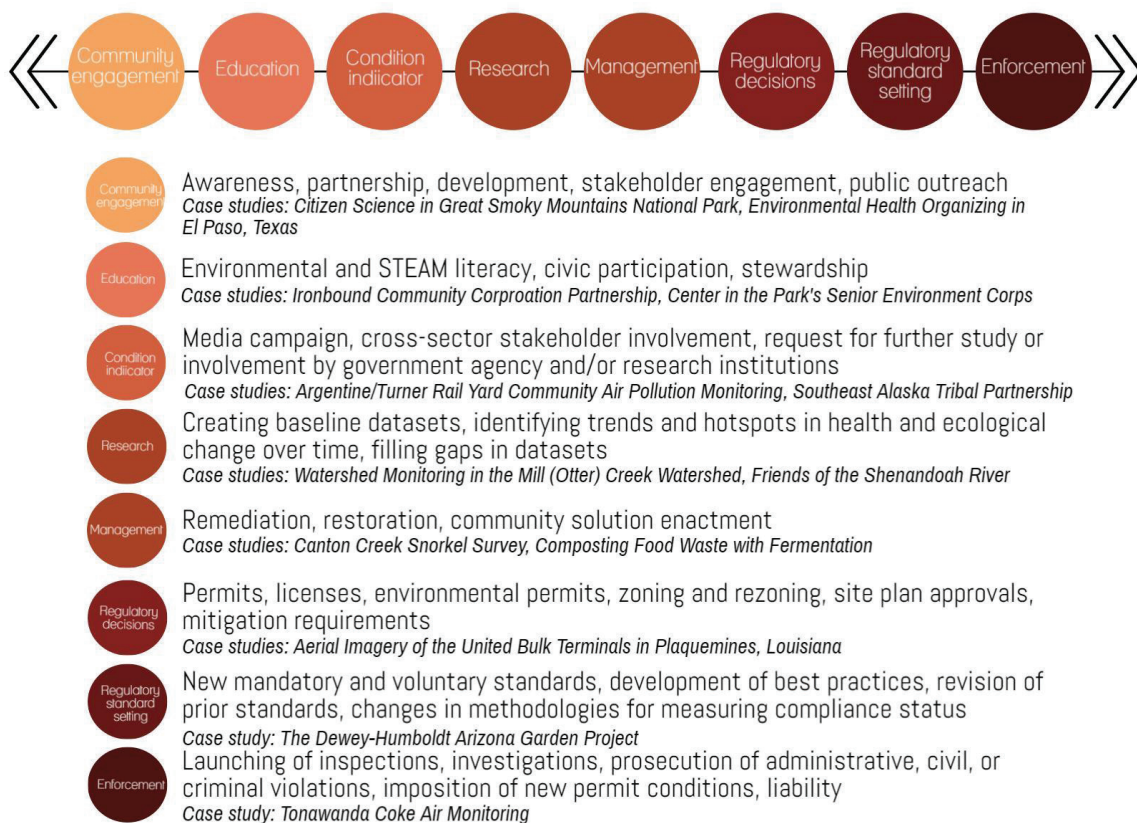 Community
engagement
Education
Condition
indiicator
Research
Management
Regulatory
decisions
Regulatory
standard
setting
Enforcement
Community
engagement
Awareness, partnership, development, stakeholder engagement, public outreach
Case studies: Citizen Science in Great Smoky Mountains National Park, Environmental Health Organizing in
El Paso, Texas
Education
Environmental and STEAM literacy, civic participation, stewardship
Case studies: Ironbound Community Corproation Partnership, Center in the Park's Senior Environment Corps
Condition
indiicator
Media campaign, cross-sector stakeholder involvement, request for further study or
involvement by government agency and/or research institutions
Case studies: Argentine/Turner Rail Yard Community Air Pollution Monitoring, Southeast Alaska Tribal Partnership
Research
Creating baseline datasets, identifying trends and hotspots in health and ecological
change over time, filling gaps in datasets
Case studies: Watershed Monitoring in the Mill (Otter) Creek Watershed, Friends of the Shenandoah River
Management
Remediation, restoration, community solution enactment
Case studies: Canton Creek Snorkel Survey, Composting Food Waste with Fermentation
Regulatory
decisions
Permits, licenses, environmental permits, zoning and rezoning, site plan approvals,
mitigation requirements
Case studies: Aerial Imagery of the United Bulk Terminals in Plaquemines, Louisiana
Regulatory
standard
setting
New mandatory and voluntary standards, development of best practices, revision of
prior standards, changes in methodologies for measuring compliance status
Case study: The Dewey-Humboldt Arizona Garden Project
Enforcement
Launching of inspections, investigations, prosecution of administrative, civil, or
criminal violations, imposition of new permit conditions, liability
Case study: Tonawanda Coke Air Monitoring